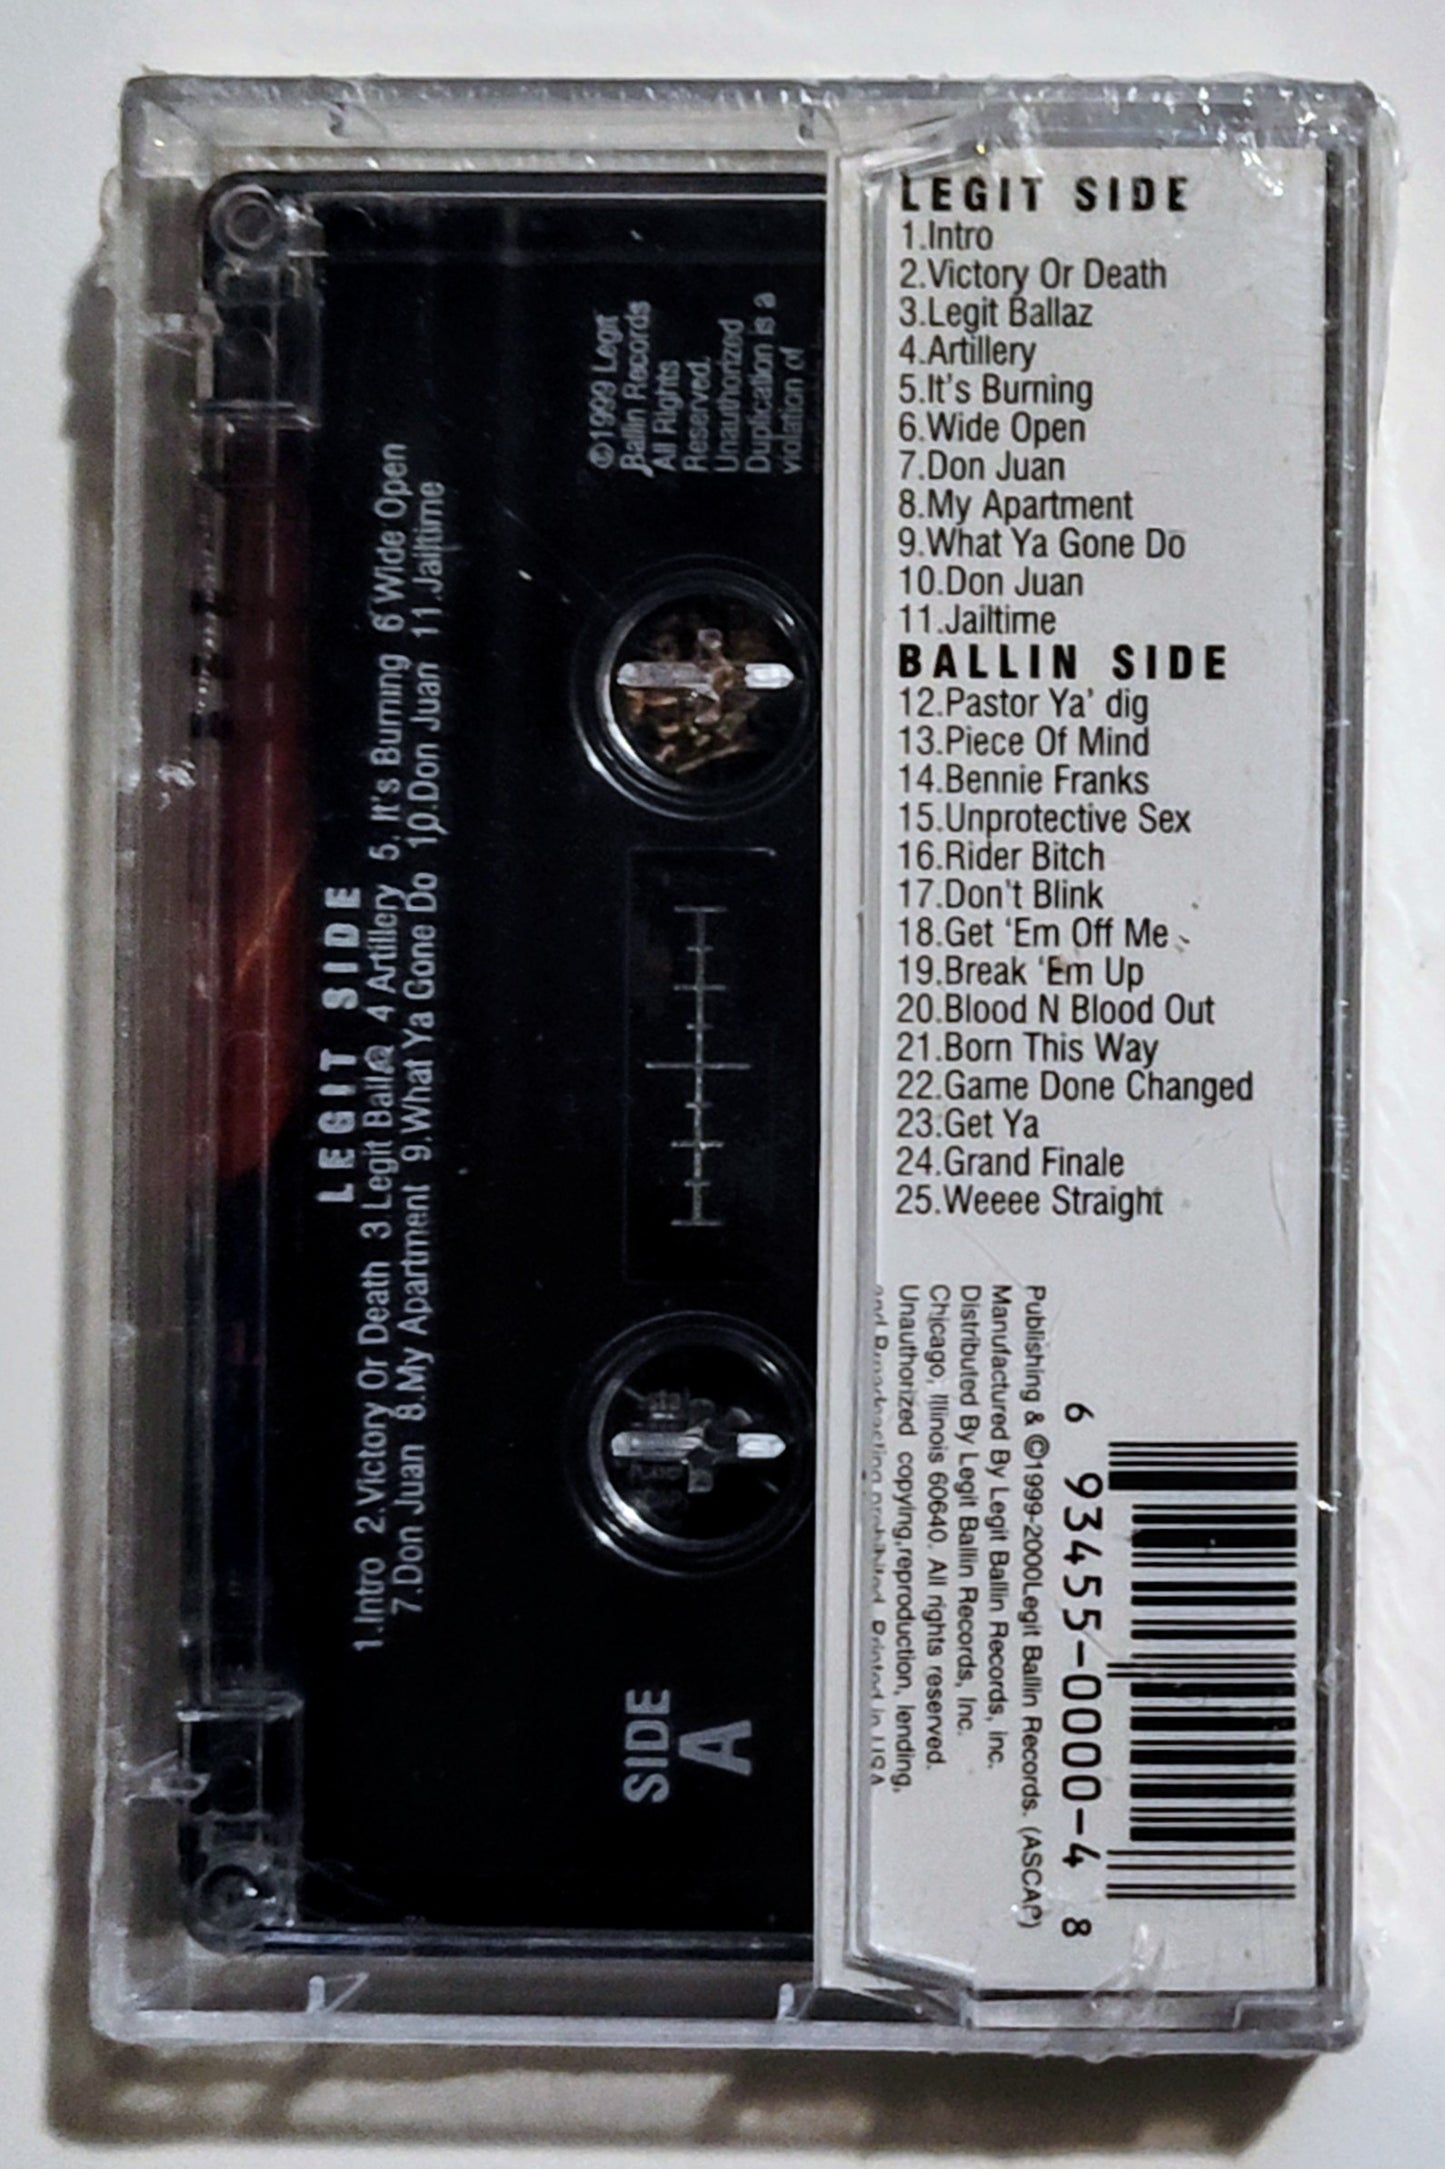 LEGIT SIDE
1.Intro
2.Victory Or Death
3.Legit Ballaz
4.Artillery
5.It's Burning
6.Wide Open
7.Don Juan
8.My Apartment
9.What Ya Gone Do
10.Don Juan
11.Jailtime
BALLIN SIDE
12.Pastor Ya' dig
13.Piece Of Mind
14.Bennie Franks
15.Unprotective Sex
16.Rider Bitch
17.Don't Blink
18.Get 'Em Off Me
19.Break 'Em Up
20.Blood N Blood Out
21.Born This Way
22.Game Done Changed
23.Get Ya
24.Grand Finale
25.Weeee Straight
Publishing & ©1999-2000Legit Ballin Records. (ASCAP)
Manufactured By Legit Ballin Records, inc.
Distributed By Legit Ballin Records, Inc.
Chicago, Illinois 60640. All rights reserved.
Unauthorized copying,reproduction, lending,
and Broadcasting prohibited. Printed in USA
6 93455-0000-4 8
LEGIT SIDE
1.Intro 2.Victory Or Death 3 Legit 4 Artillery 5. It's Burning 6 Wide Open
7.Don Juan 8.My Apartment 9.What Ya Gone Do 10.Don Juan 11.Jailtime
©1999 Legit
Ballin Records
All Rights
Reserved.
Unauthorized
Duplication is a
violation of
SIDE
A